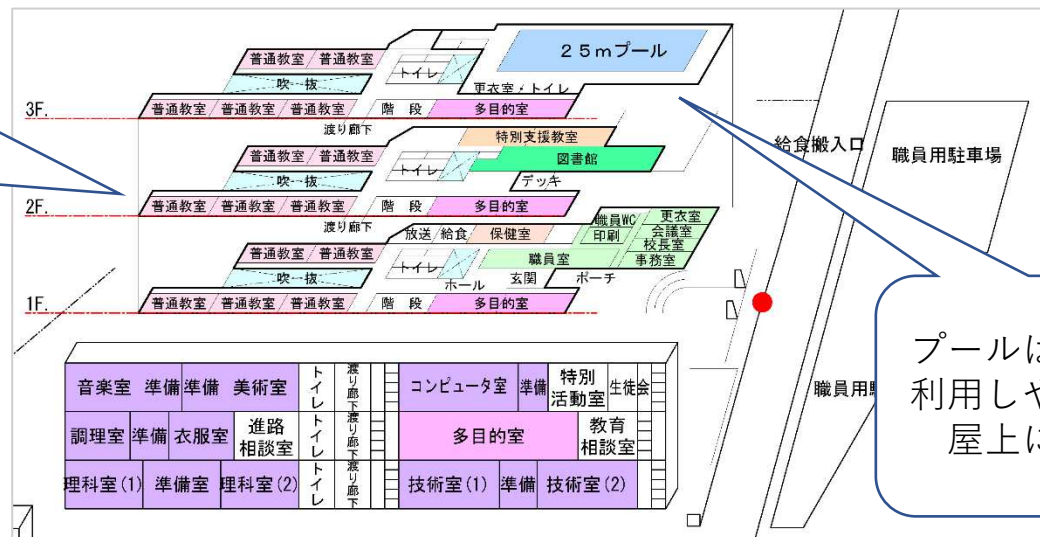 ２５ｍプール
普通教室 普通教室
トイレ
吹-抜
更衣室・トイレ
3F.
普通教室 普通教室 普通教室 階 段 多目的室
渡り廊下
特別支援教室
普通教室 普通教室
トイレ
図書館
吹-抜
デッキ
2F.
普通教室 普通教室 普通教室 階 段 多目的室
渡り廊下
放送 給食 保健室
職員WC 更衣室
印刷 会議室
校長室
普通教室 普通教室
トイレ
職員室 事務室
吹-抜
ホール 玄関 ポーチ
1F.
普通教室 普通教室 普通教室 階 段 多目的室
給食搬入口
職員用駐車場
職員用
プールは
利用しや
屋上に
音楽室 準備 準備 美術室 トイレ 渡り廊下 コンピュータ室 準備 特別活動室 生徒会
調理室 準備 衣服室 進路相談室 トイレ 渡り廊下 多目的室 教育相談室
理科室(1) 準備室 理科室(2) トイレ 渡り廊下 技術室(1) 準備 技術室(2)